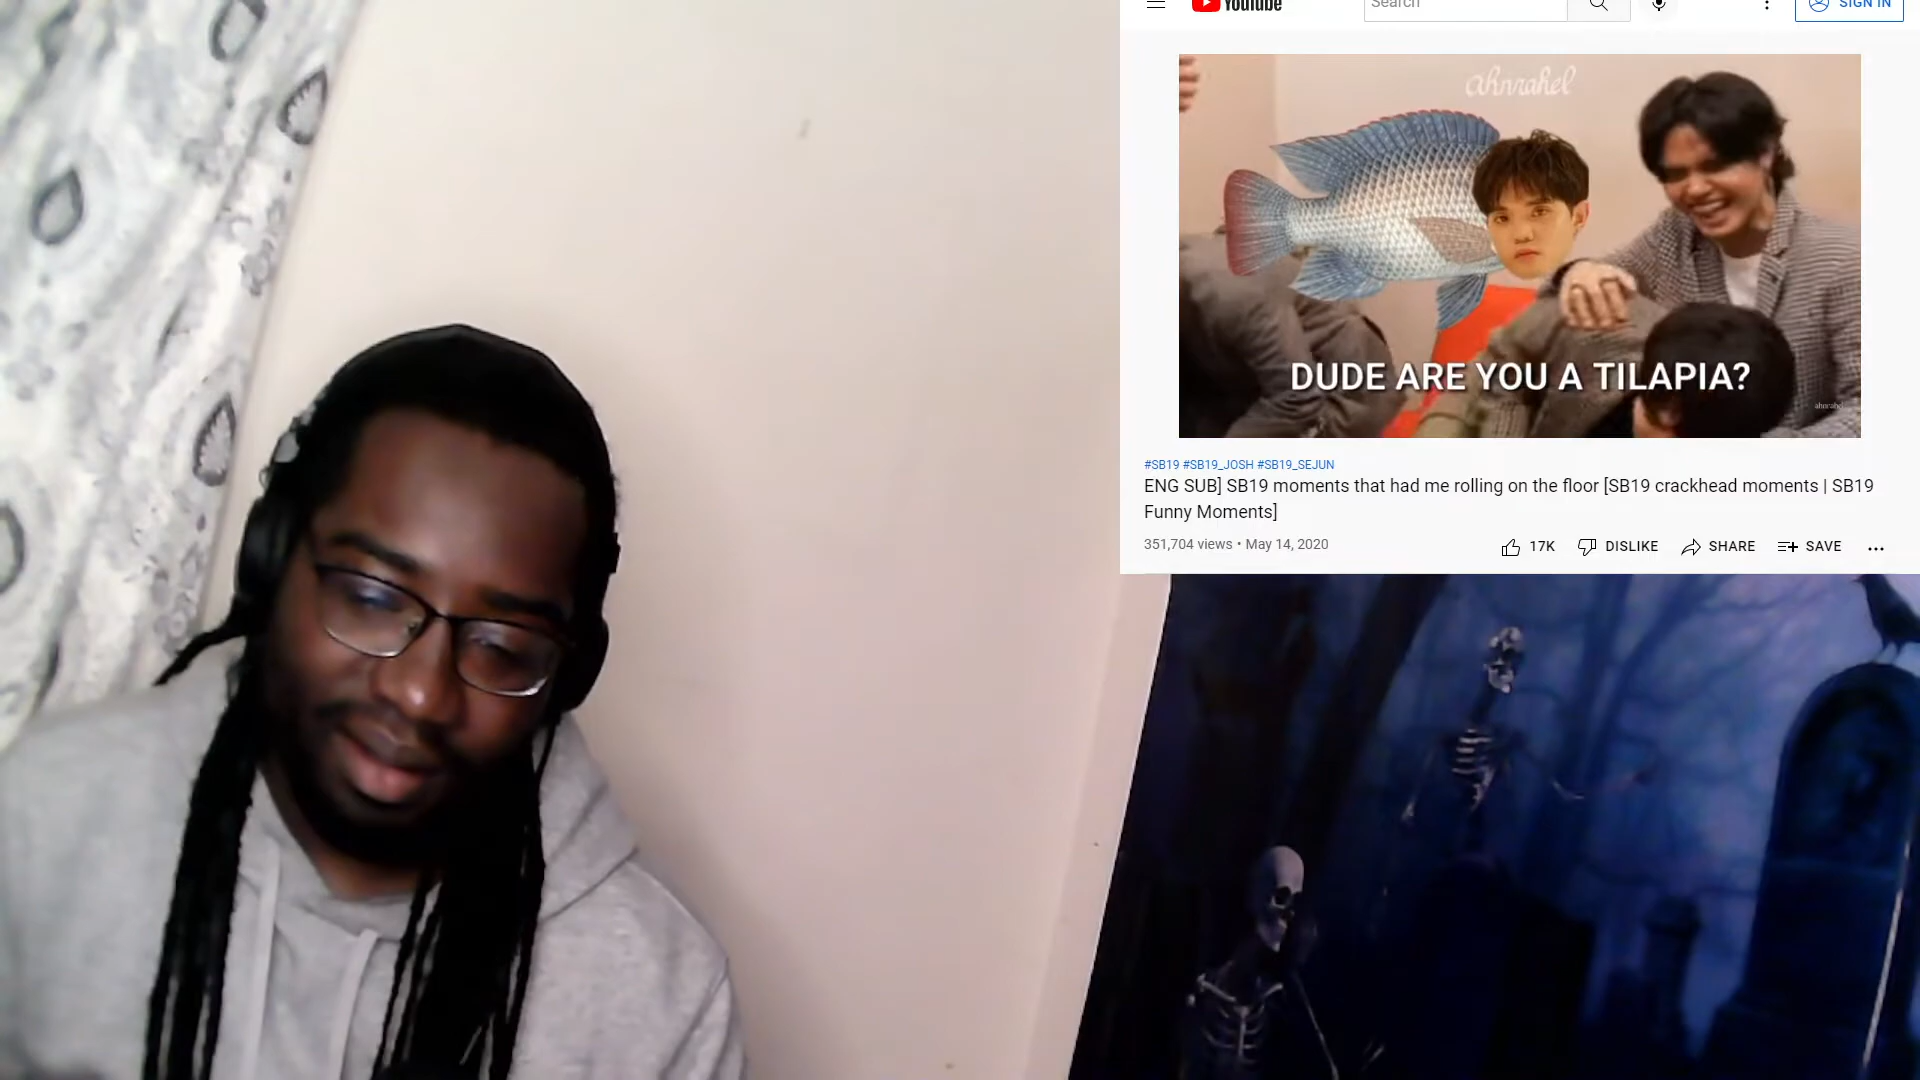 YouTube
Search
SIGN IN
ahnrahel
DUDE ARE YOU A TILAPIA?
ahnrahel
#SB19 #SB19_JOSH #SB19_SEJUN
ENG SUB] SB19 moments that had me rolling on the floor [SB19 crackhead moments | SB19
Funny Moments]
351,704 views • May 14, 2020
17K DISLIKE SHARE SAVE